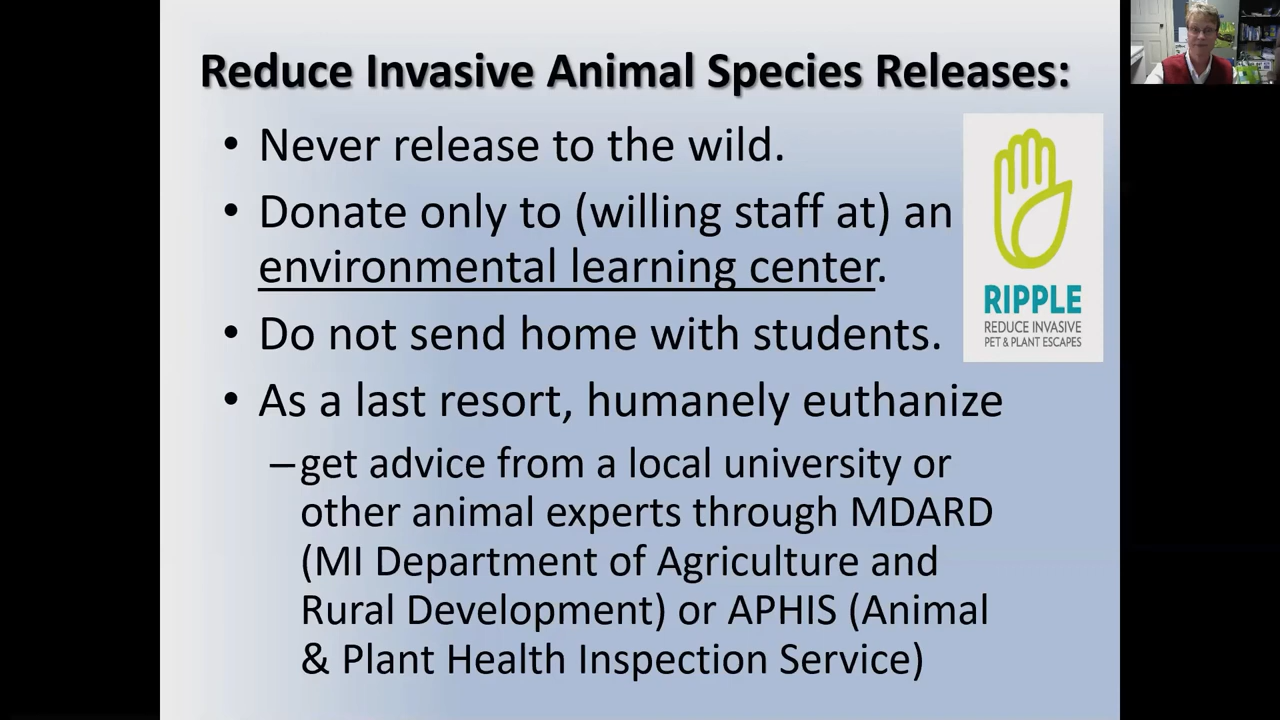 Reduce Invasive Animal Species Releases:
• Never release to the wild.
• Donate only to (willing staff at) an
environmental learning center.
• Do not send home with students.
• As a last resort, humanely euthanize
–get advice from a local university or
other animal experts through MDARD
(MI Department of Agriculture and
Rural Development) or APHIS (Animal
& Plant Health Inspection Service)
RIPPLE
REDUCE INVASIVE
PET & PLANT ESCAPES